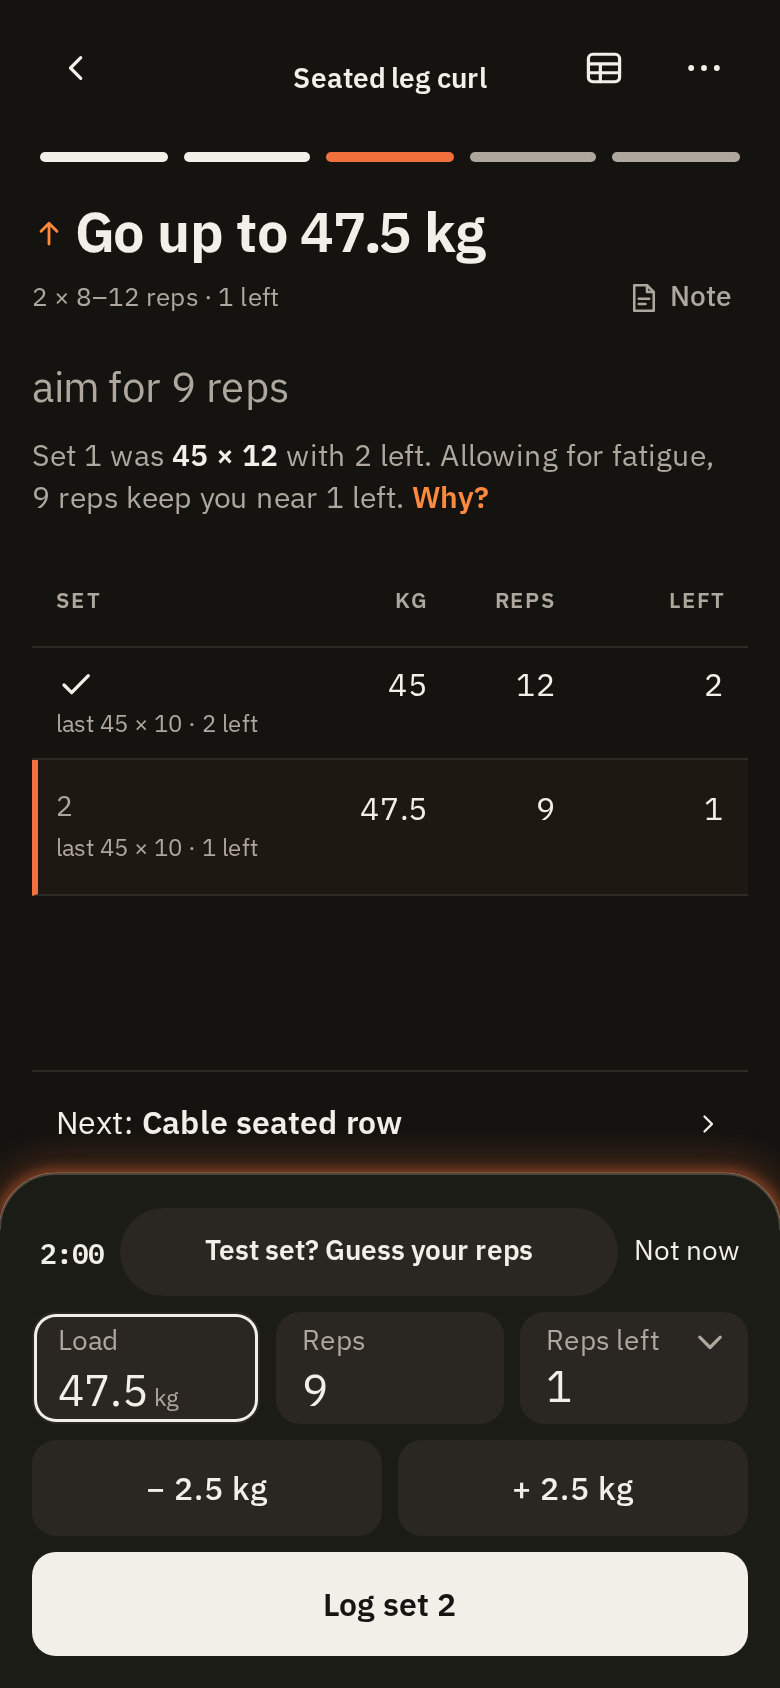 Seated leg curl
↑ Go up to 47.5 kg
2 × 8–12 reps · 1 left
Note
aim for 9 reps
Set 1 was 45 × 12 with 2 left. Allowing for fatigue,
9 reps keep you near 1 left. Why?
SET KG REPS LEFT
✓ 45 12 2
last 45 × 10 · 2 left
2 47.5 9 1
last 45 × 10 · 1 left
Next: Cable seated row
2:00 Test set? Guess your reps Not now
Load Reps Reps left
47.5 kg 9 1
− 2.5 kg + 2.5 kg
Log set 2